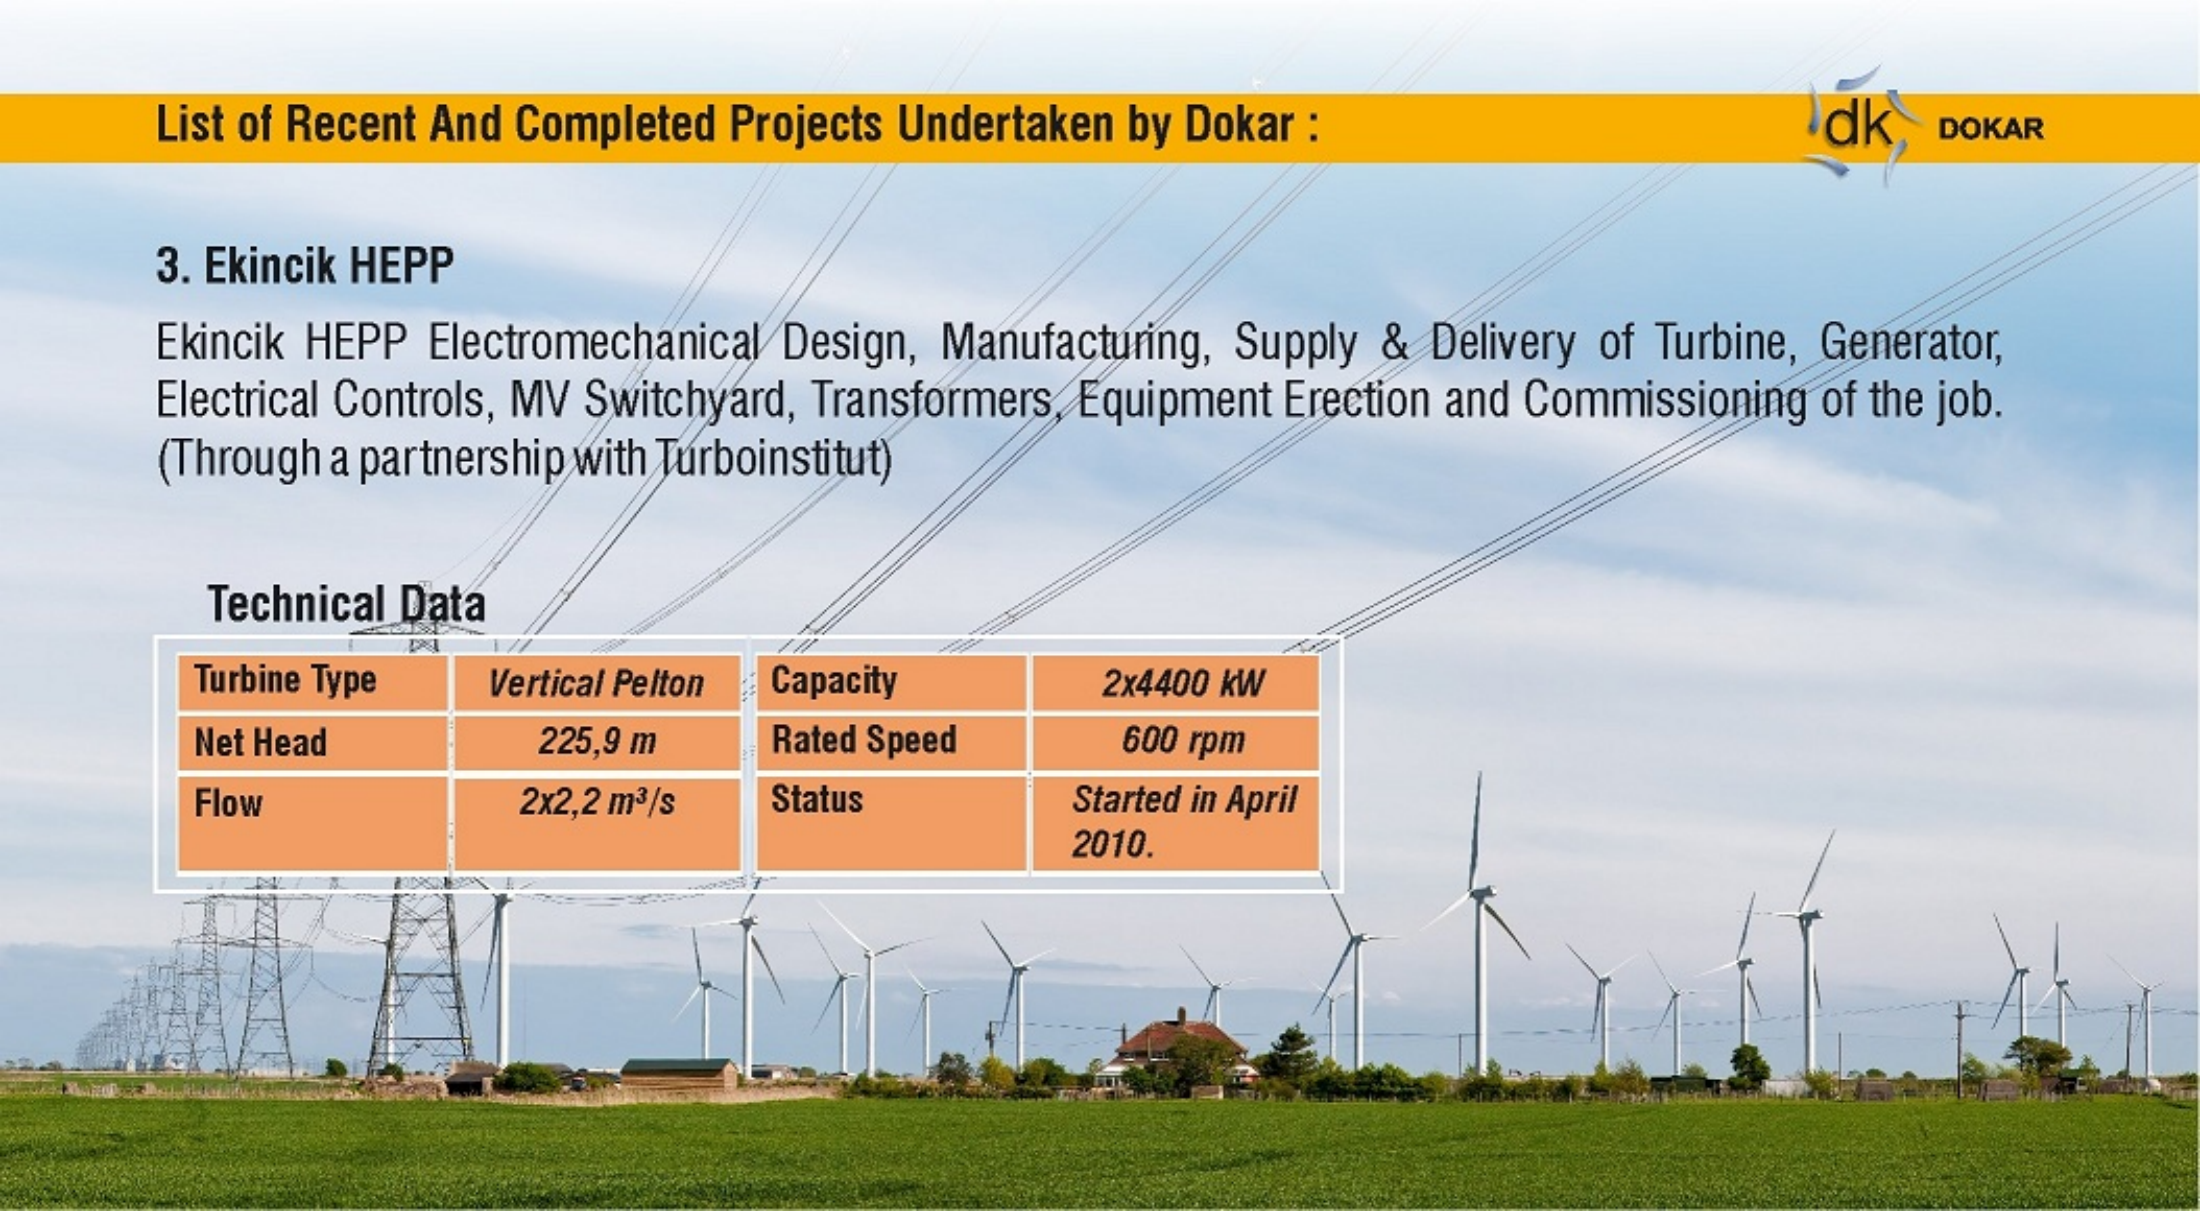 List of Recent And Completed Projects Undertaken by Dokar :
dk DOKAR
3. Ekincik HEPP
Ekincik HEPP Electromechanical Design, Manufacturing, Supply & Delivery of Turbine, Generator,
Electrical Controls, MV Switchyard, Transformers, Equipment Erection and Commissioning of the job.
(Through a partnership with Turboinstitut)
Technical Data
Turbine Type Vertical Pelton Capacity 2x4400 kW
Net Head 225,9 m Rated Speed 600 rpm
Flow 2x2,2 m³/s Status Started in April
2010.